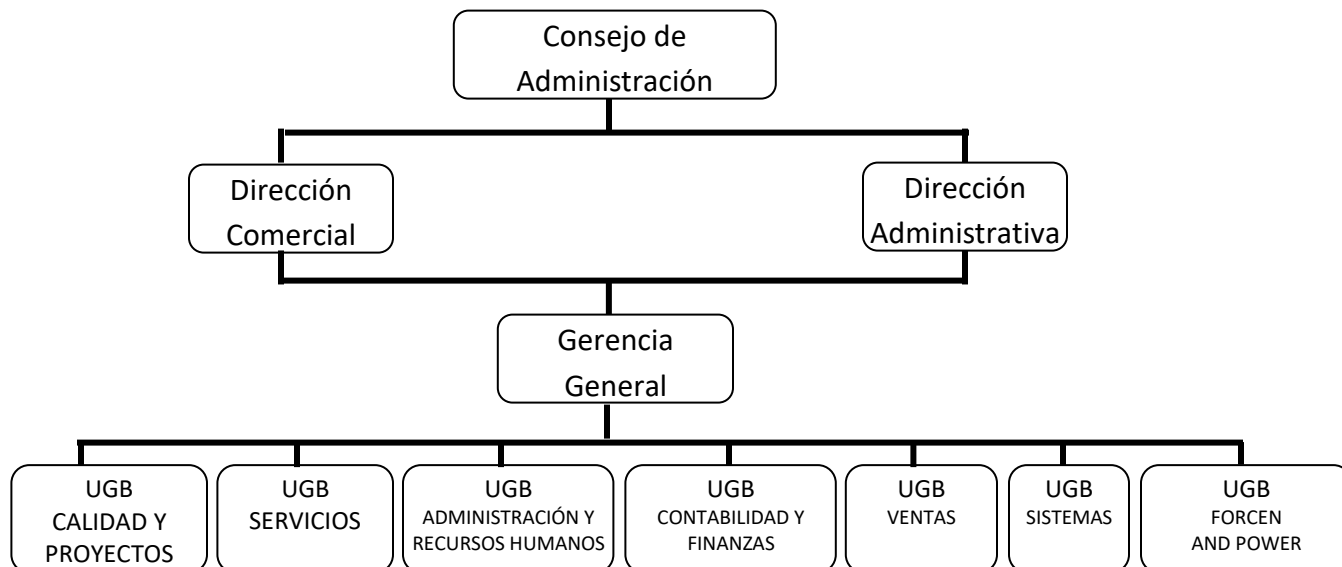 Consejo de
Administración
Dirección
Comercial
Dirección
Administrativa
Gerencia
General
UGB
CALIDAD Y
PROYECTOS
UGB
SERVICIOS
UGB
ADMINISTRACIÓN Y
RECURSOS HUMANOS
UGB
CONTABILIDAD Y
FINANZAS
UGB
VENTAS
UGB
SISTEMAS
UGB
FORCEN
AND POWER